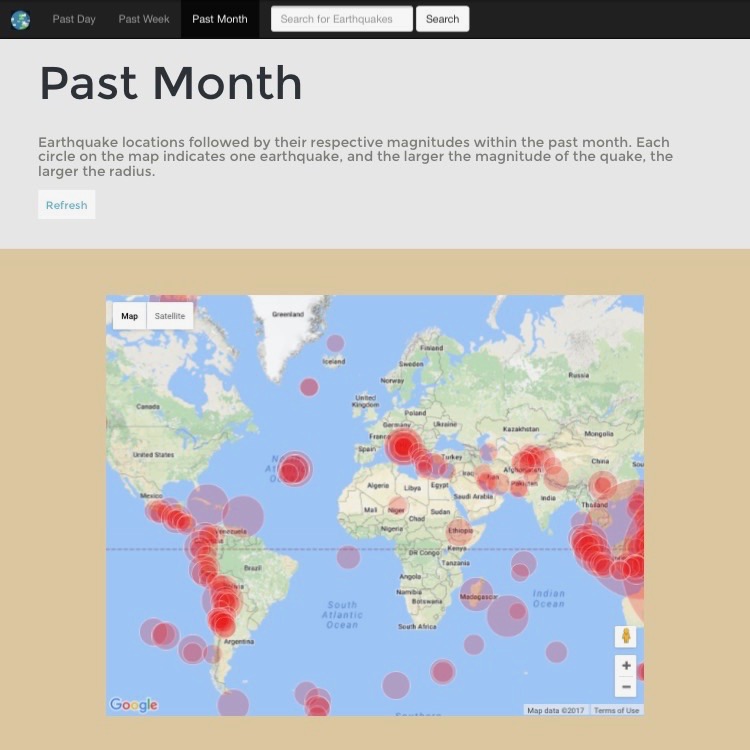 Past Day
Past Week
Past Month
Search for Earthquakes
Search
Past Month
Earthquake locations followed by their respective magnitudes within the past month. Each
circle on the map indicates one earthquake, and the larger the magnitude of the quake, the
larger the radius.
Refresh
Map
Satellite
Greenland
Iceland
Finland
Sweden
Norway
Russia
United
Kingdom
Canada
Poland
Germany
Ukraine
Kazakhstan
Mongolia
France
Spain
Turkey
United States
Iraq
Afghanistan
China
Algeria
Libya
Egypt
Pakistan
Saudi Arabia
India
Mexico
Mali
Niger
Sudan
Thailand
Chad
Nigeria
Ethiopia
Venezuela
Kenya
DR Congo
Tanzania
Brazil
Angola
Namibia
Madagascar
Botswana
Indian
Ocean
South
Atlantic
Ocean
South Africa
Argentina
Google
Map data ©2017
Terms of Use